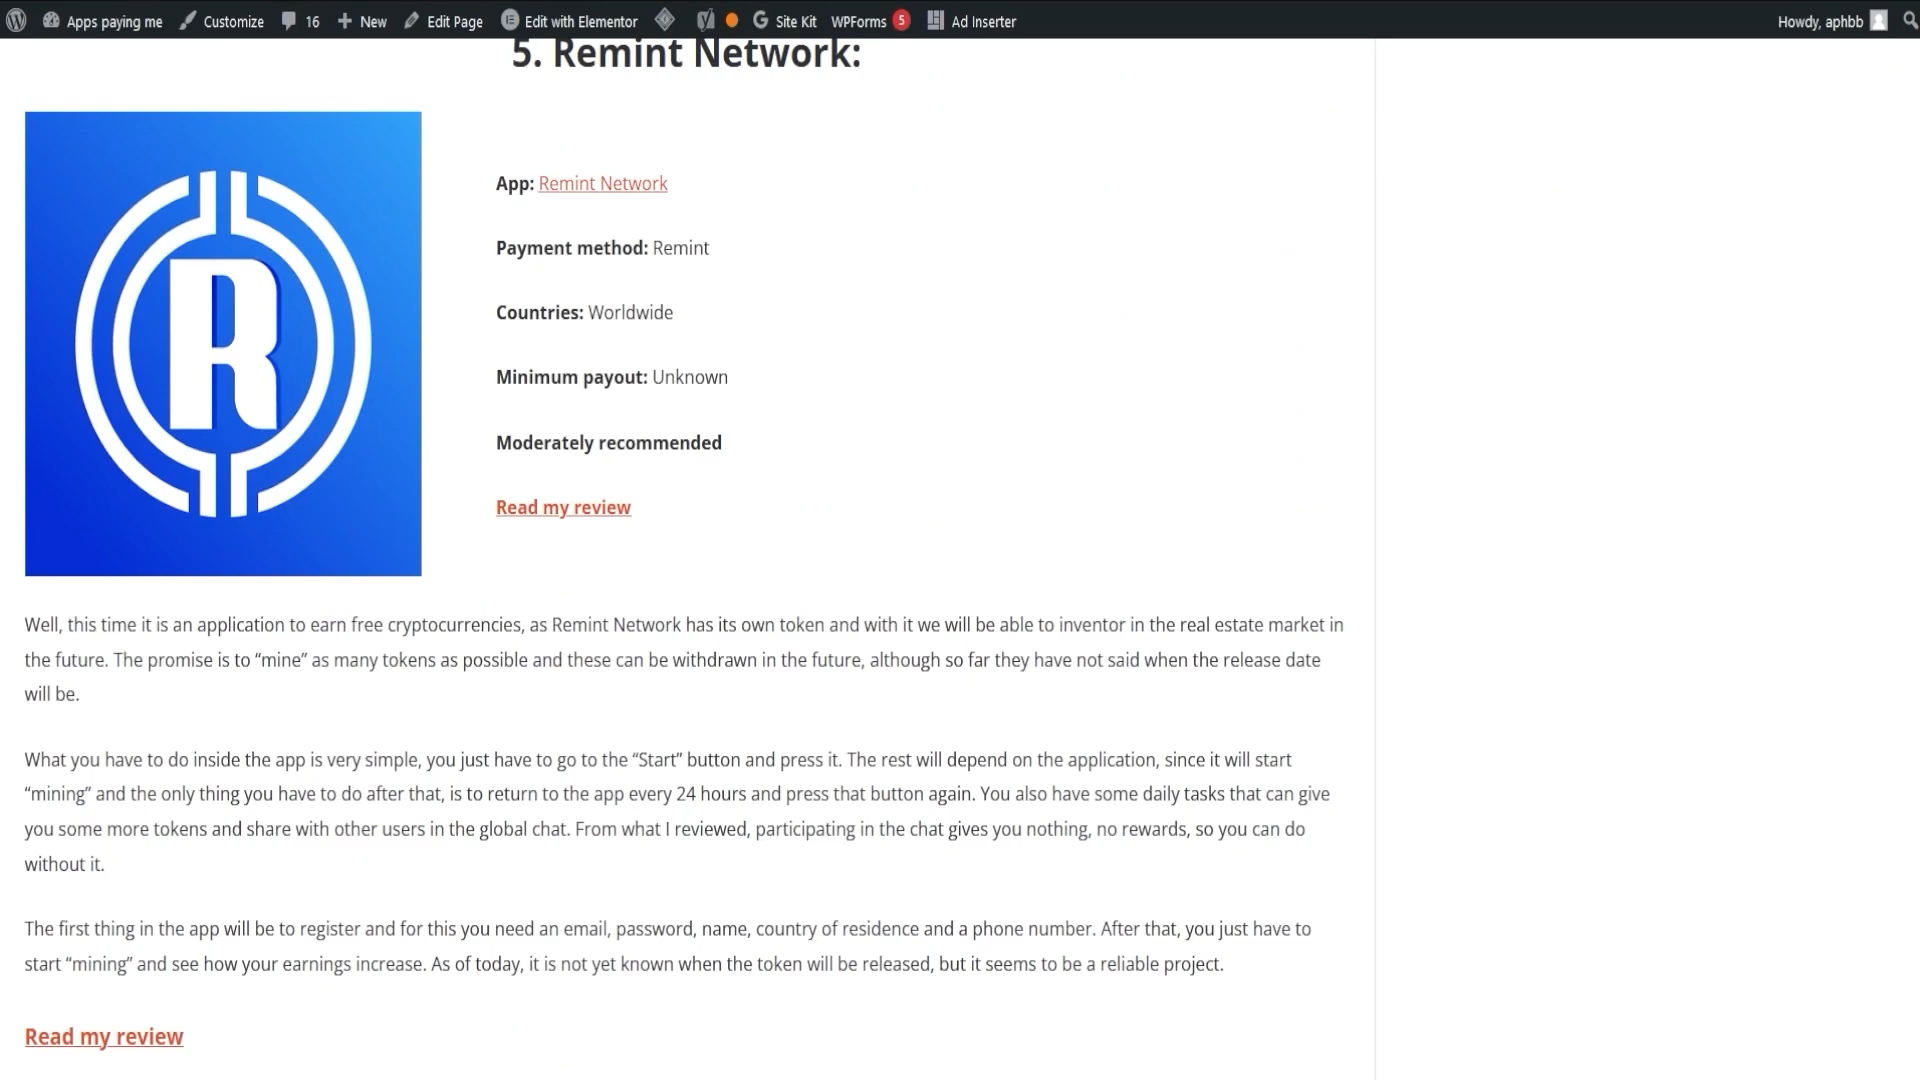 Apps paying me Customize 16 New Edit Page Edit with Elementor Site Kit WPForms 5 Ad Inserter Howdy, aphbb
5. Remint Network:
R
App: Remint Network
Payment method: Remint
Countries: Worldwide
Minimum payout: Unknown
Moderately recommended
Read my review
Well, this time it is an application to earn free cryptocurrencies, as Remint Network has its own token and with it we will be able to inventor in the real estate market in
the future. The promise is to “mine” as many tokens as possible and these can be withdrawn in the future, although so far they have not said when the release date
will be.
What you have to do inside the app is very simple, you just have to go to the “Start” button and press it. The rest will depend on the application, since it will start
“mining” and the only thing you have to do after that, is to return to the app every 24 hours and press that button again. You also have some daily tasks that can give
you some more tokens and share with other users in the global chat. From what I reviewed, participating in the chat gives you nothing, no rewards, so you can do
without it.
The first thing in the app will be to register and for this you need an email, password, name, country of residence and a phone number. After that, you just have to
start “mining” and see how your earnings increase. As of today, it is not yet known when the token will be released, but it seems to be a reliable project.
Read my review